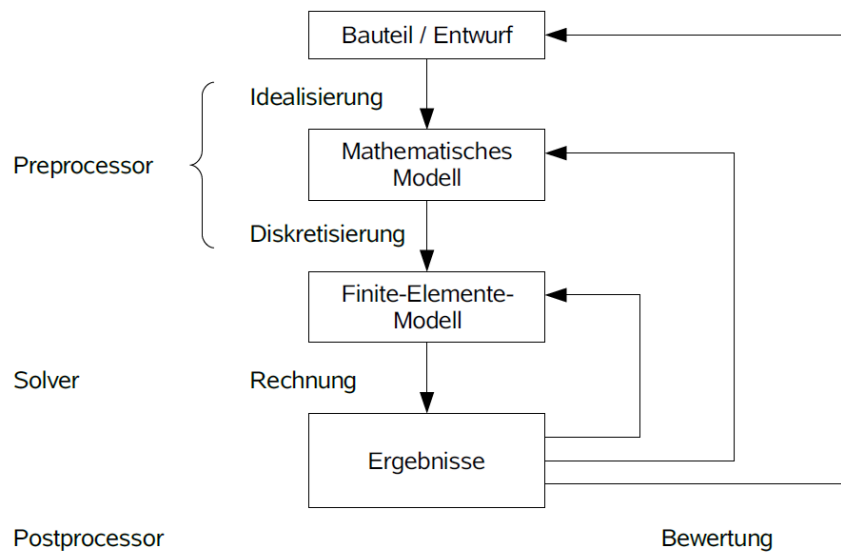 Bauteil / Entwurf
Idealisierung
Preprocessor
Mathematisches
Modell
Diskretisierung
Finite-Elemente-
Modell
Solver
Rechnung
Ergebnisse
Postprocessor
Bewertung